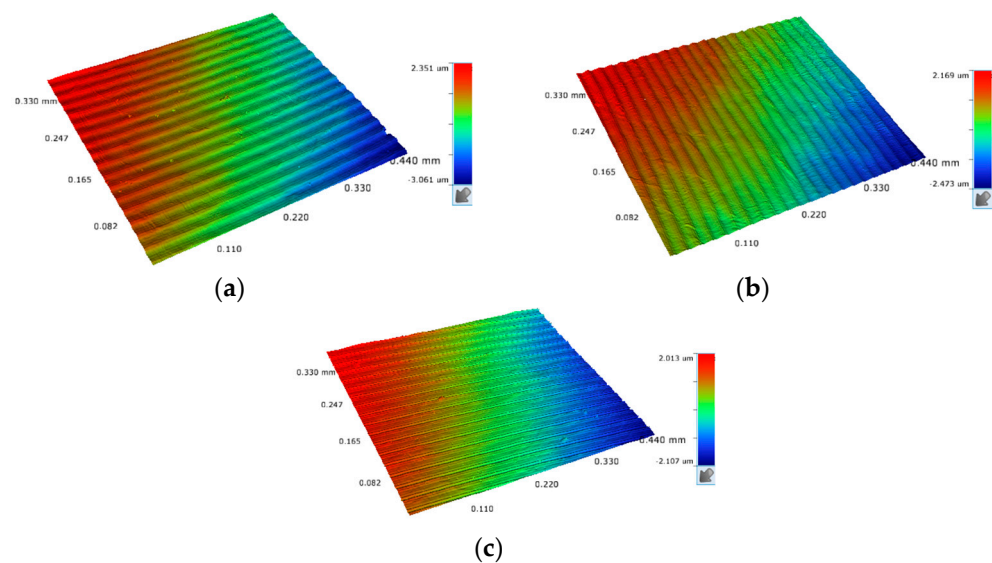 2.351 um
-3.061 um
0.330 mm
0.247
0.165
0.082
0.110
0.220
0.330
0.440 mm
(a)
2.169 um
-2.473 um
0.330 mm
0.247
0.165
0.082
0.110
0.220
0.330
0.440 mm
(b)
2.013 um
-2.107 um
0.330 mm
0.247
0.165
0.082
0.110
0.220
0.330
0.440 mm
(c)